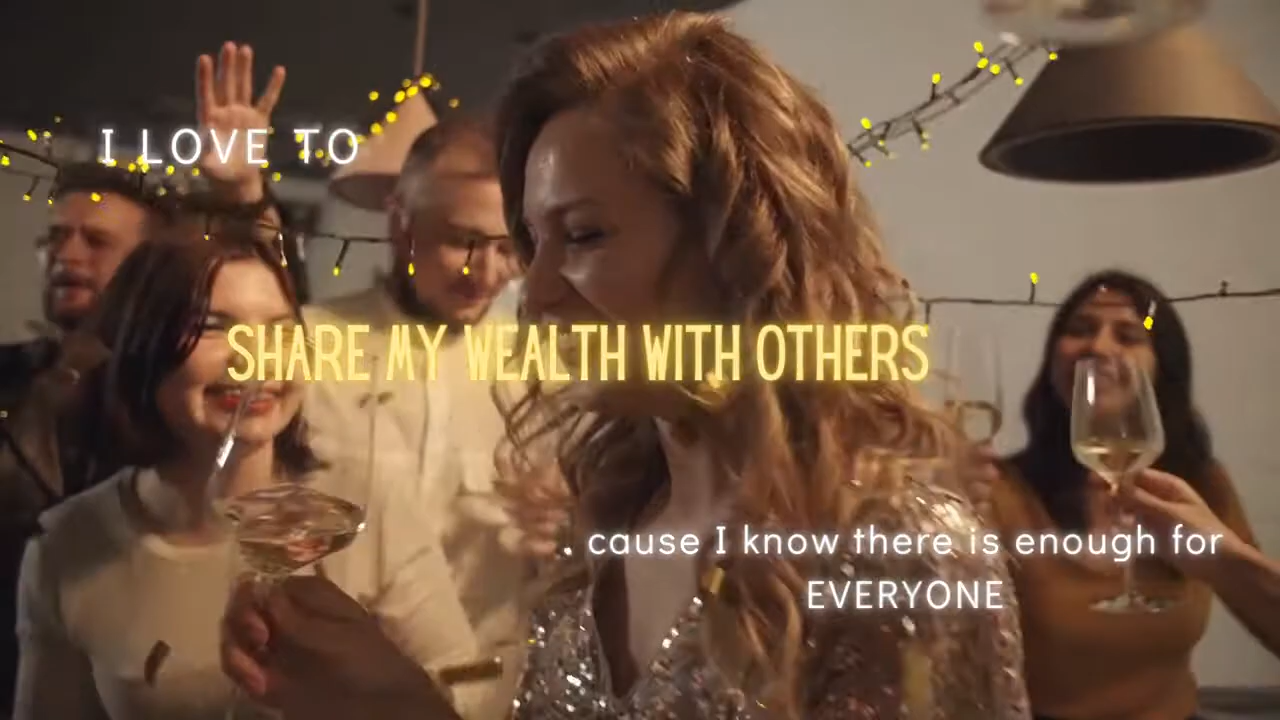 I LOVE TO
SHARE MY WEALTH WITH OTHERS
cause I know there is enough for
EVERYONE